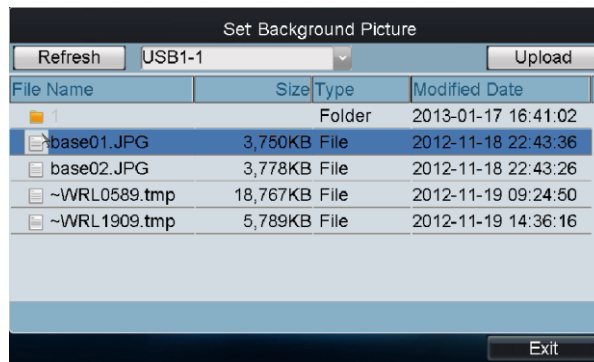 Set Background Picture
Refresh USB1-1 Upload
File Name Size Type Modified Date
1 Folder 2013-01-17 16:41:02
base01.JPG 3,750KB File 2012-11-18 22:43:36
base02.JPG 3,778KB File 2012-11-18 22:43:26
~WRL0589.tmp 18,767KB File 2012-11-19 09:24:50
~WRL1909.tmp 5,789KB File 2012-11-19 14:36:16
Exit